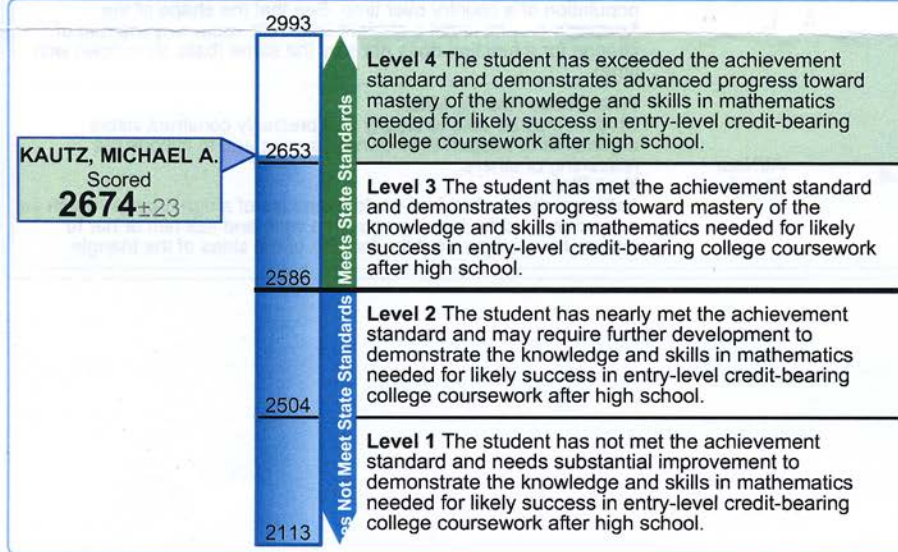 2993
Level 4 The student has exceeded the achievement
standard and demonstrates advanced progress toward
mastery of the knowledge and skills in mathematics
needed for likely success in entry-level credit-bearing
college coursework after high school.
KAUTZ, MICHAEL A.
Scored
2674±23
2653
Level 3 The student has met the achievement standard
and demonstrates progress toward mastery of the
knowledge and skills in mathematics needed for likely
success in entry-level credit-bearing college coursework
after high school.
Meets State Standards
2586
Level 2 The student has nearly met the achievement
standard and may require further development to
demonstrate the knowledge and skills in mathematics
needed for likely success in entry-level credit-bearing
college coursework after high school.
2504
Level 1 The student has not met the achievement
standard and needs substantial improvement to
demonstrate the knowledge and skills in mathematics
needed for likely success in entry-level credit-bearing
college coursework after high school.
es Not Meet State Standards
2113